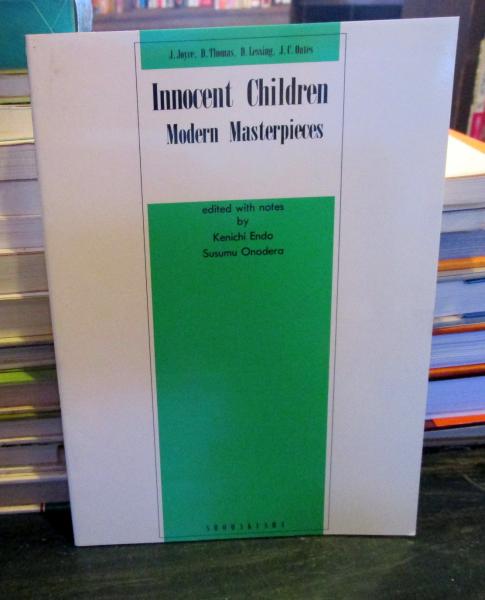 J. Joyce, D. Thomas, D. Lessing, J. C. Oates
Innocent Children
Modern Masterpieces
edited with notes
by
Kenichi Endo
Susumu Onodera
SHOHAKUSHA